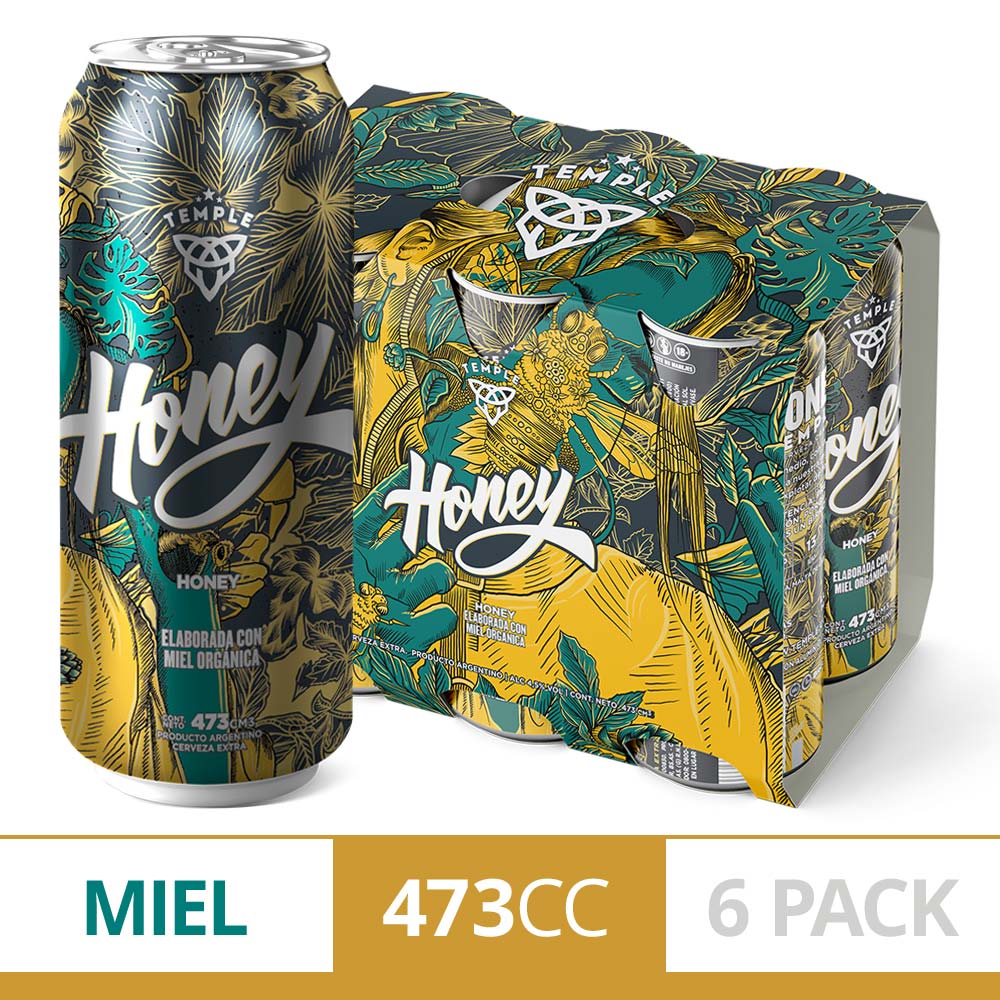 TEMPLE
Honey
HONEY
ELABORADA CON
MIEL ORGÁNICA
CONT.
NETO 473CM3
PRODUCTO ARGENTINO
CERVEZA EXTRA
TEMPLE
TEMPLE
Honey
HONEY
ELABORADA CON
MIEL ORGÁNICA
CERVEZA EXTRA. PRODUCTO ARGENTINO | ALC 4,5% VOL | CONT. NETO. 473CM3
18+
TEMPLE
HONEY
ELABORADA CON
MIEL ORGÁNICA
CONT.
NETO 473CM3
PRODUCTO ARGENTINO
CERVEZA EXTRA
MIEL
473CC
6 PACK